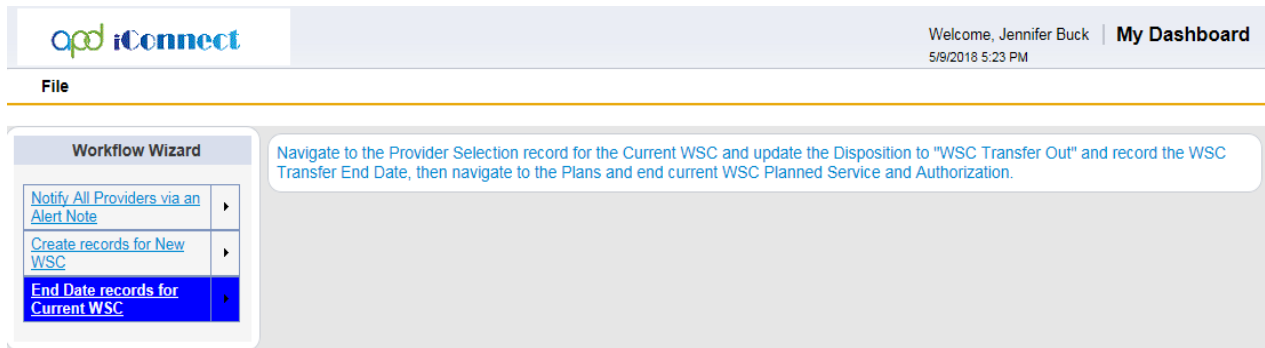 apd iConnect
Welcome, Jennifer Buck | My Dashboard
5/9/2018 5:23 PM
File
Workflow Wizard
Notify All Providers via an
Alert Note
Create records for New
WSC
End Date records for
Current WSC
Navigate to the Provider Selection record for the Current WSC and update the Disposition to "WSC Transfer Out" and record the WSC
Transfer End Date, then navigate to the Plans and end current WSC Planned Service and Authorization.